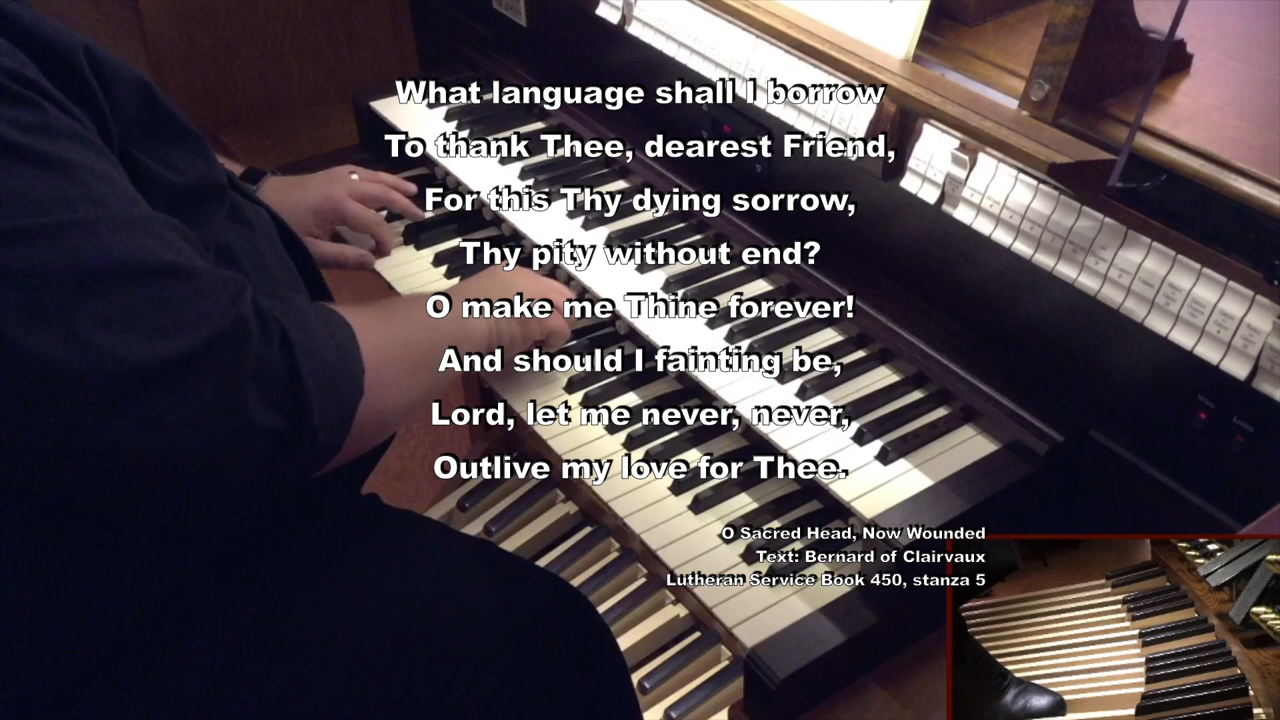 What language shall I borrow
To thank Thee, dearest Friend,
For this Thy dying sorrow,
Thy pity without end?
O make me Thine forever!
And should I fainting be,
Lord, let me never, never,
Outlive my love for Thee.
O Sacred Head, Now Wounded
Text: Bernard of Clairvaux
Lutheran Service Book 450, stanza 5